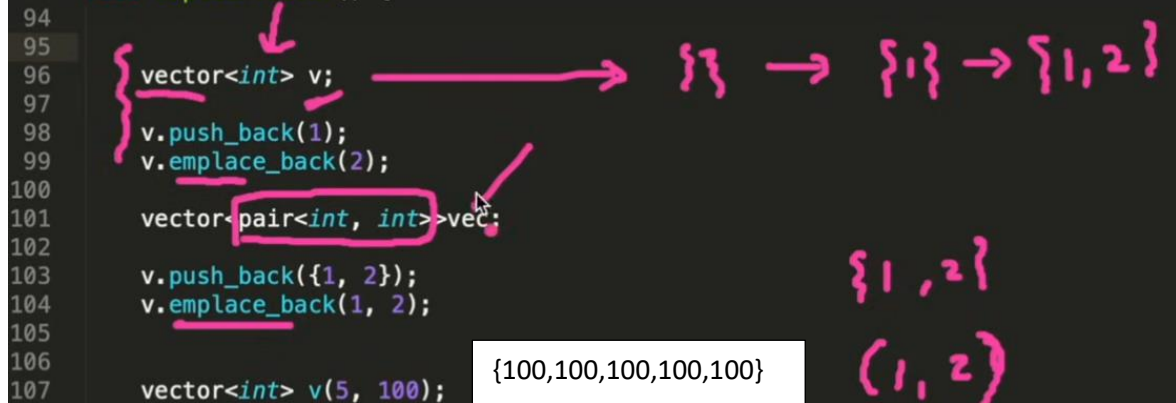 94
95
96 vector<int> v; {} → {1} → {1,2}
97
98 v.push_back(1);
99 v.emplace_back(2);
100
101 vector<pair<int, int>>vec;
102
103 v.push_back({1, 2}); {1,2}
104 v.emplace_back(1, 2);
105
106 {100,100,100,100,100} (1,2)
107 vector<int> v(5, 100);